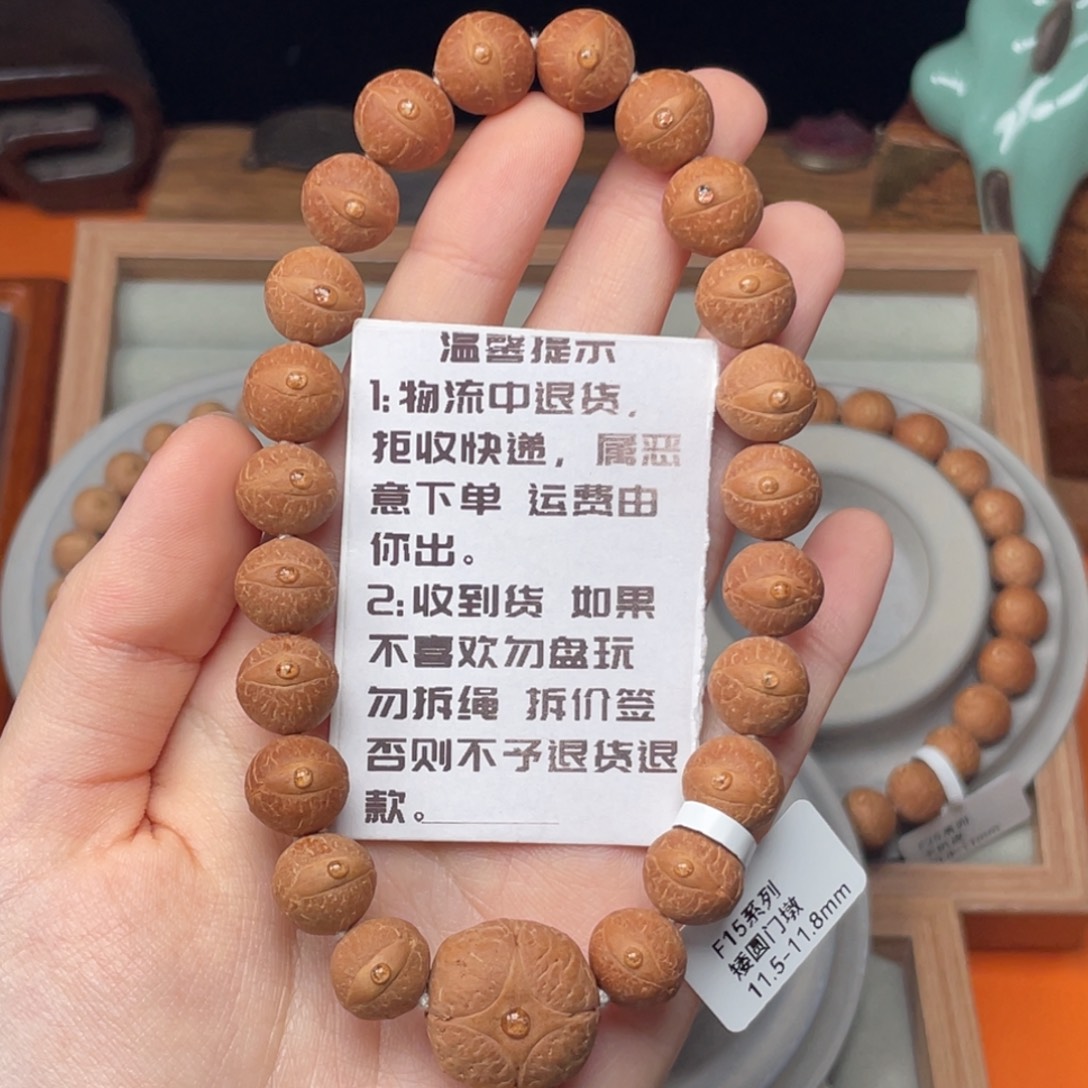 温馨提示
1:物流中退货,
拒收快递, 属恶
意下单 运费由
你出。
2:收到货 如果
不喜欢勿盘玩
勿拆绳 拆价签
否则不予退货退
款。
F15系列
矮圆门墩
11.5-11.8mm